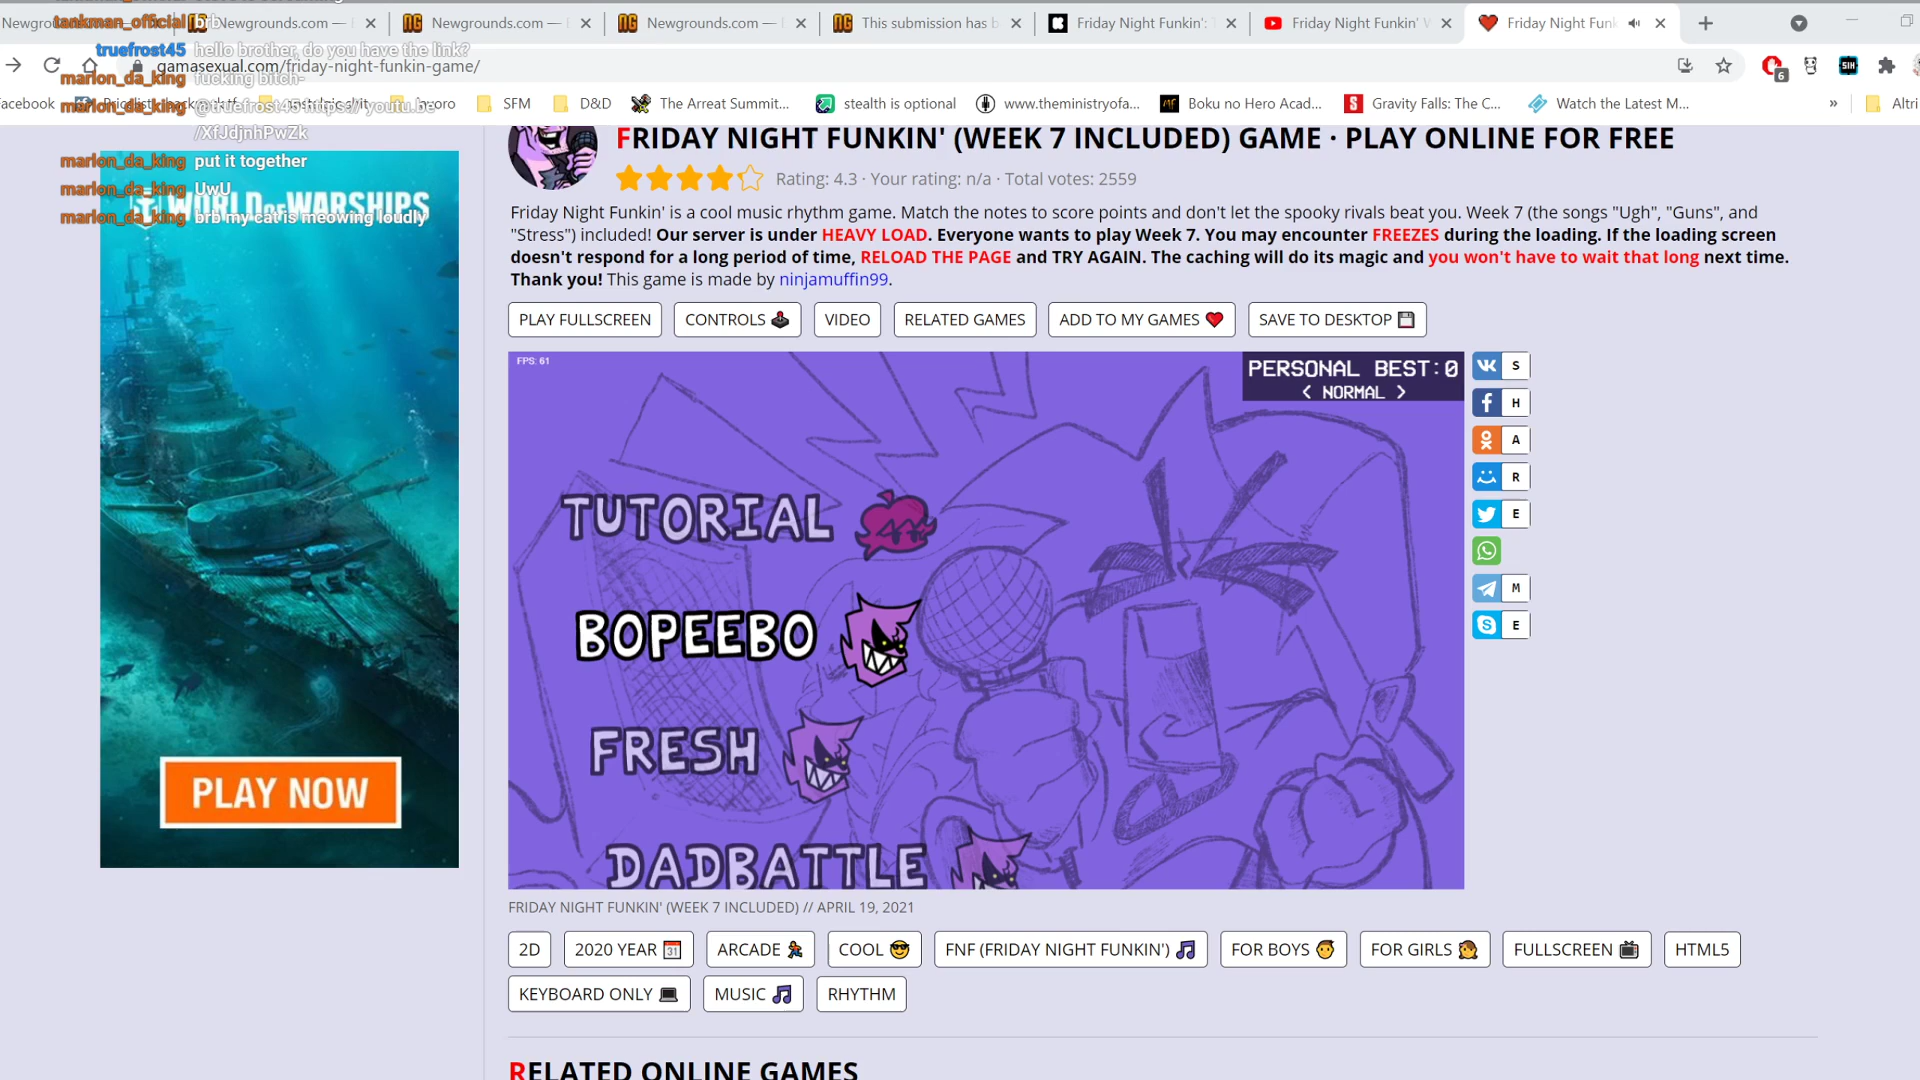 Newgrounds.com —
Newgrounds.com —
Newgrounds.com —
This submission has b
Friday Night Funkin':
Friday Night Funkin' W
Friday Night Funk
tankman_official brb
truefrost45 hello brother, do you have the link?
gamasexual.com/friday-night-funkin-game/
6
SIH
marlon_da_king fucking bitch-
marlon_da_king @truefrost45 https:// youtu.be
/XfJdjnhPwZk
acebook
SFM
D&D
The Arreat Summit...
stealth is optional
www.theministryofa...
Boku no Hero Acad...
Gravity Falls: The C...
Watch the Latest M...
»
Altri
marlon_da_king put it together
marlon_da_king UwU
marlon_da_king brb my cat is meowing loudly
WORLD OF WARSHIPS
PLAY NOW
FRIDAY NIGHT FUNKIN' (WEEK 7 INCLUDED) GAME · PLAY ONLINE FOR FREE
Rating: 4.3 · Your rating: n/a · Total votes: 2559
Friday Night Funkin' is a cool music rhythm game. Match the notes to score points and don't let the spooky rivals beat you. Week 7 (the songs "Ugh", "Guns", and
"Stress") included! Our server is under HEAVY LOAD. Everyone wants to play Week 7. You may encounter FREEZES during the loading. If the loading screen
doesn't respond for a long period of time, RELOAD THE PAGE and TRY AGAIN. The caching will do its magic and you won't have to wait that long next time.
Thank you! This game is made by ninjamuffin99.
PLAY FULLSCREEN
CONTROLS
VIDEO
RELATED GAMES
ADD TO MY GAMES
SAVE TO DESKTOP
FPS: 61
PERSONAL BEST:0
< NORMAL >
TUTORIAL
BOPEEBO
FRESH
DADBATTLE
S
H
A
R
E
M
E
FRIDAY NIGHT FUNKIN' (WEEK 7 INCLUDED) // APRIL 19, 2021
2D
2020 YEAR
ARCADE
COOL
FNF (FRIDAY NIGHT FUNKIN')
FOR BOYS
FOR GIRLS
FULLSCREEN
HTML5
KEYBOARD ONLY
MUSIC
RHYTHM
RELATED ONLINE GAMES